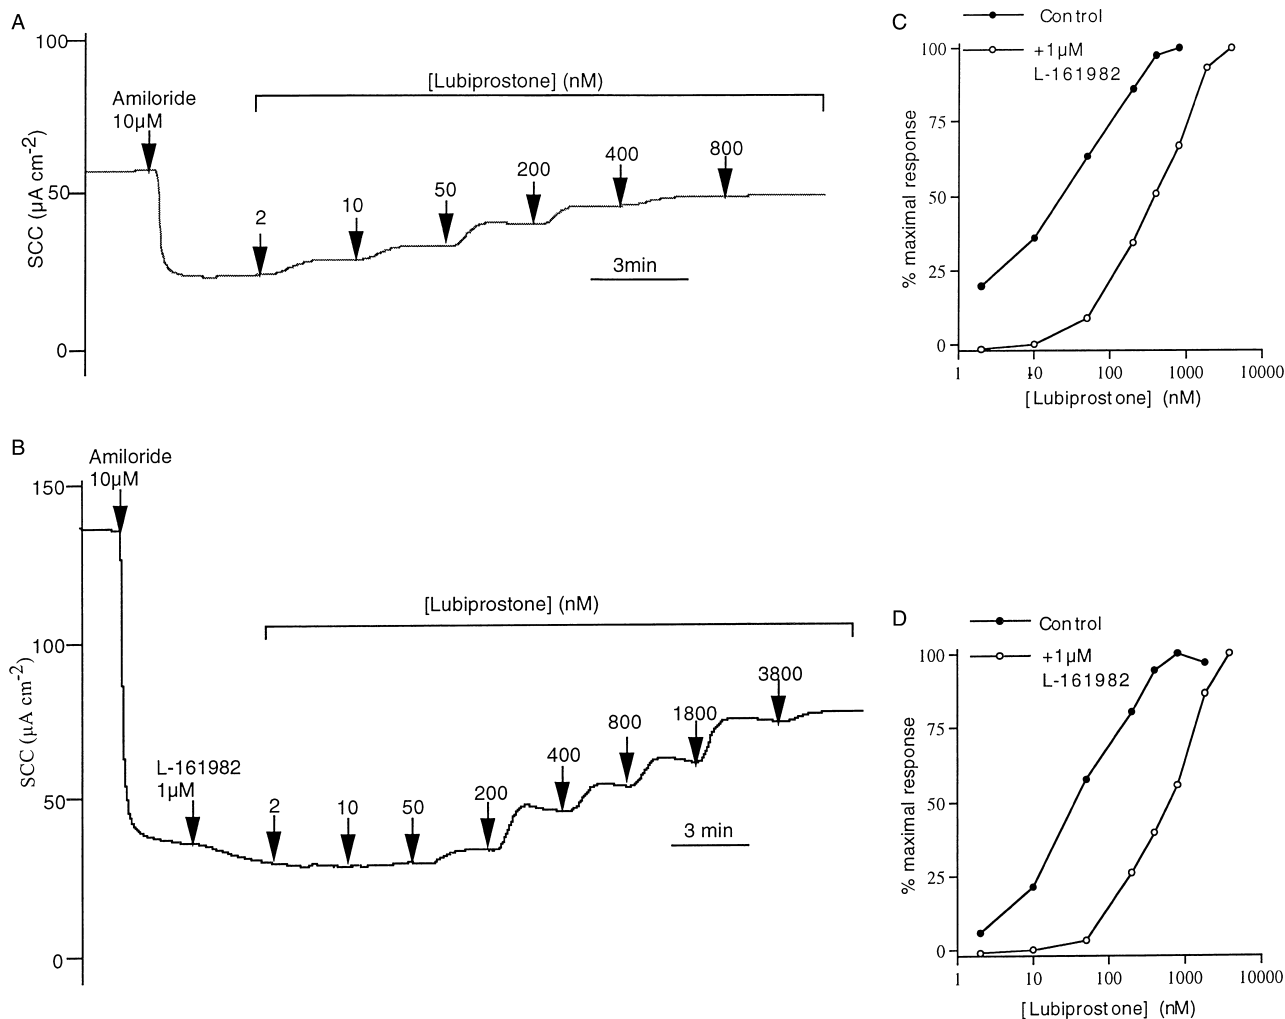 A
100
[Lubiprostone] (nM)
Amiloride
10µM
SCC (µA cm-2)
50
2
10
50
200
400
800
3min
0
B
Amiloride
10µM
150
[Lubiprostone] (nM)
100
SCC (µA cm-2)
L-161982
1µM
50
2
10
50
200
400
800
1800
3800
3 min
0
C
Control
+1µM
L-161982
100
75
50
25
0
% maximal response
1
10
100
1000
10000
[Lubiprostone] (nM)
D
Control
+1µM
L-161982
100
75
50
25
0
% maximal response
1
10
100
1000
10000
[Lubiprostone] (nM)